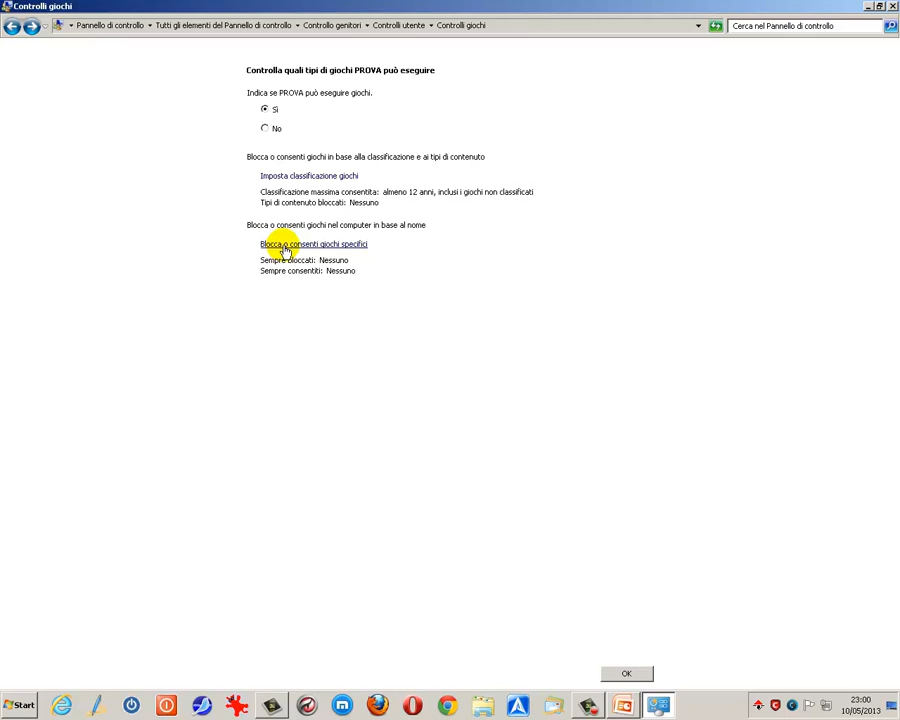 Controlli giochi
Pannello di controllo Tutti gli elementi del Pannello di controllo Controllo genitori Controlli utente Controlli giochi
Cerca nel Pannello di controllo
Controlla quali tipi di giochi PROVA può eseguire
Indica se PROVA può eseguire giochi.
Sì
No
Blocca o consenti giochi in base alla classificazione e ai tipi di contenuto
Imposta classificazione giochi
Classificazione massima consentita: almeno 12 anni, inclusi i giochi non classificati
Tipi di contenuto bloccati: Nessuno
Blocca o consenti giochi nel computer in base al nome
Blocca o consenti giochi specifici
Sempre bloccati: Nessuno
Sempre consentiti: Nessuno
OK
Start
23:00
10/05/2013